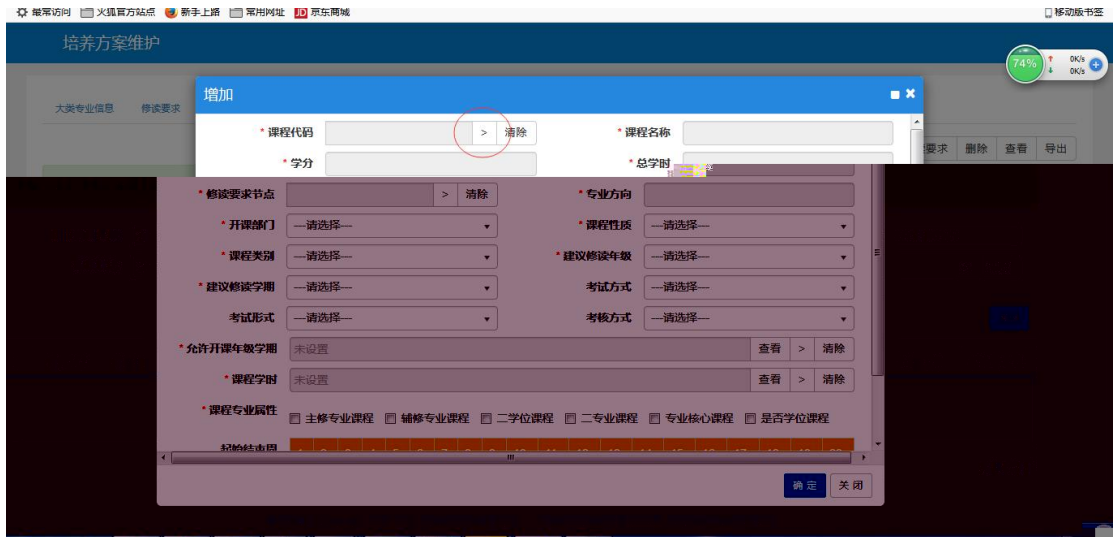 最常访问 火狐官方站点 新手上路 常用网址 JD 京东商城 移动版书签
培养方案维护
74% 0K/s
0K/s
增加
大类专业信息 修读要求
* 课程代码 > 清除 * 课程名称
要求 删除 查看 导出
* 学分 * 总学时
* 修读要求节点 > 清除 * 专业方向
* 开课部门 ---请选择--- * 课程性质 ---请选择---
* 课程类别 ---请选择--- * 建议修读年级 ---请选择---
* 建议修读学期 ---请选择--- 考试方式 ---请选择---
考试形式 ---请选择--- 考核方式 ---请选择---
* 允许开课年级学期 未设置 查看 > 清除
* 课程学时 未设置 查看 > 清除
* 课程专业属性 主修专业课程 辅修专业课程 二学位课程 二专业课程 专业核心课程 是否学位课程
起始结束周
确定 关闭